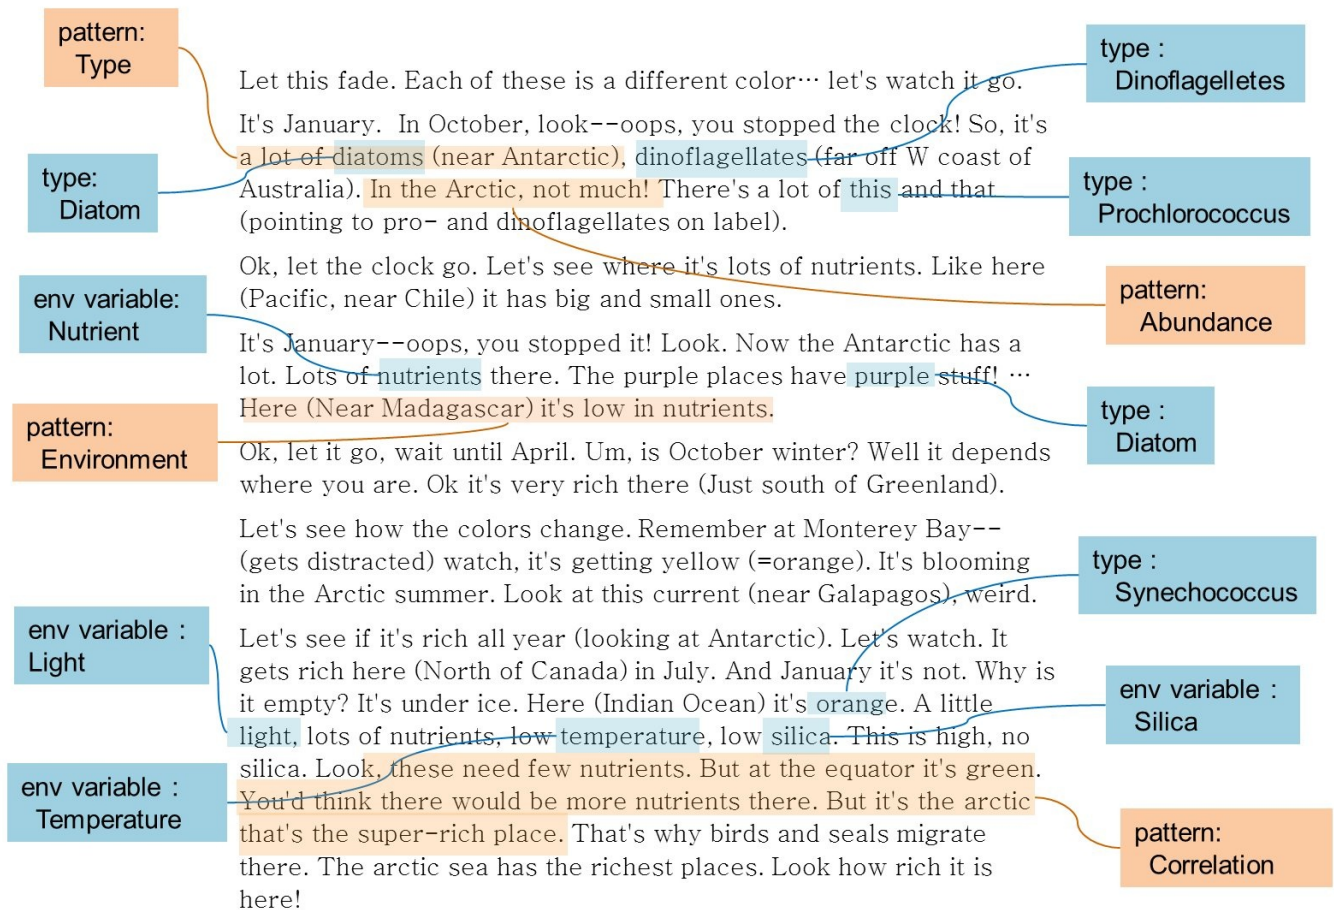 pattern:
Type
type :
Dinoflagelletes
type:
Diatom
type :
Prochlorococcus
env variable:
Nutrient
pattern:
Abundance
pattern:
Environment
type :
Diatom
type :
Synechococcus
env variable :
Light
env variable :
Silica
env variable :
Temperature
pattern:
Correlation
Let this fade. Each of these is a different color… let's watch it go.
It's January.  In October, look--oops, you stopped the clock! So, it's
a lot of diatoms (near Antarctic), dinoflagellates (far off W coast of
Australia). In the Arctic, not much! There's a lot of this and that
(pointing to pro- and dinoflagellates on label).
Ok, let the clock go. Let's see where it's lots of nutrients. Like here
(Pacific, near Chile) it has big and small ones.
It's January--oops, you stopped it! Look. Now the Antarctic has a
lot. Lots of nutrients there. The purple places have purple stuff! …
Here (Near Madagascar) it's low in nutrients.
Ok, let it go, wait until April. Um, is October winter? Well it depends
where you are. Ok it's very rich there (Just south of Greenland).
Let's see how the colors change. Remember at Monterey Bay--
(gets distracted) watch, it's getting yellow (=orange). It's blooming
in the Arctic summer. Look at this current (near Galapagos), weird.
Let's see if it's rich all year (looking at Antarctic). Let's watch. It
gets rich here (North of Canada) in July. And January it's not. Why is
it empty? It's under ice. Here (Indian Ocean) it's orange. A little
light, lots of nutrients, low temperature, low silica. This is high, no
silica. Look, these need few nutrients. But at the equator it's green.
You'd think there would be more nutrients there. But it's the arctic
that's the super-rich place. That's why birds and seals migrate
there. The arctic sea has the richest places. Look how rich it is
here!